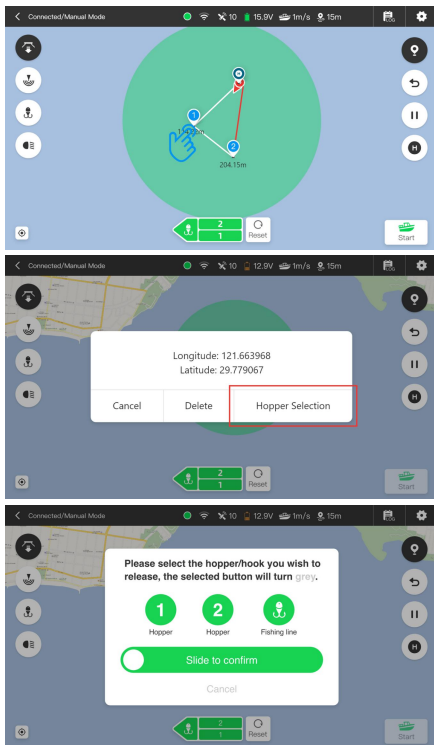 Connected/Manual Mode 10 15.9V 1m/s 15m LOG
1
2
204.15m
H
2
1
Reset
Start
Connected/Manual Mode 10 12.9V 1m/s 15m LOG
Longitude: 121.663968
Latitude: 29.779067
Cancel Delete Hopper Selection
H
2
1
Reset
Start
Connected/Manual Mode 10 12.9V 1m/s 15m LOG
Please select the hopper/hook you wish to
release, the selected button will turn grey.
1 2
Hopper Hopper Fishing line
Slide to confirm
Cancel
H
2
1
Reset
Start